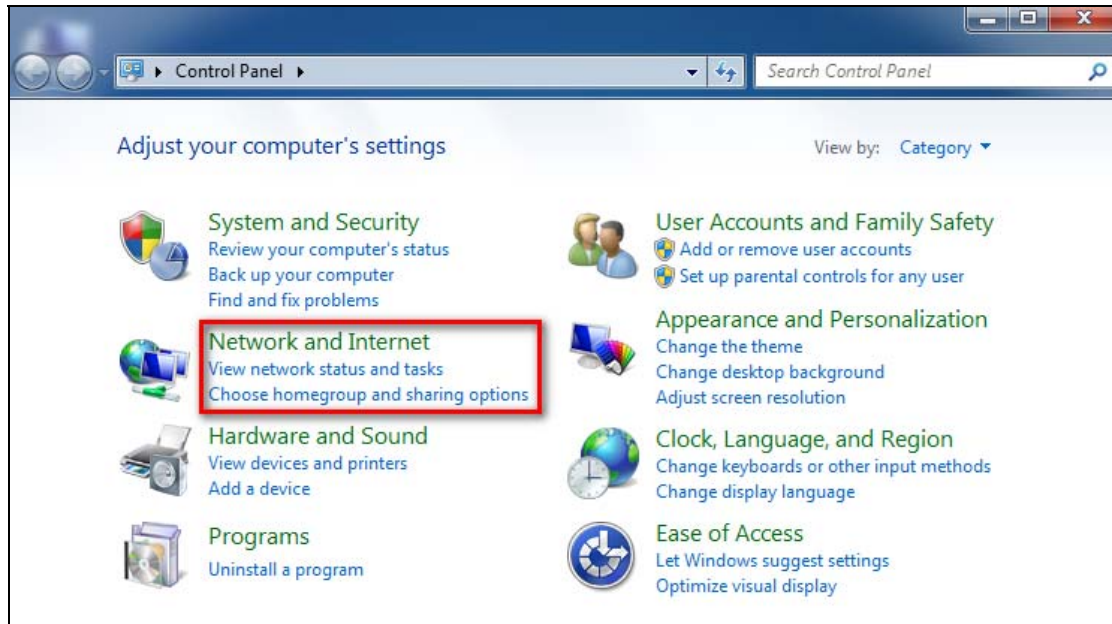 Control Panel
Search Control Panel
Adjust your computer's settings
View by: Category
System and Security
Review your computer's status
Back up your computer
Find and fix problems
Network and Internet
View network status and tasks
Choose homegroup and sharing options
Hardware and Sound
View devices and printers
Add a device
Programs
Uninstall a program
User Accounts and Family Safety
Add or remove user accounts
Set up parental controls for any user
Appearance and Personalization
Change the theme
Change desktop background
Adjust screen resolution
Clock, Language, and Region
Change keyboards or other input methods
Change display language
Ease of Access
Let Windows suggest settings
Optimize visual display